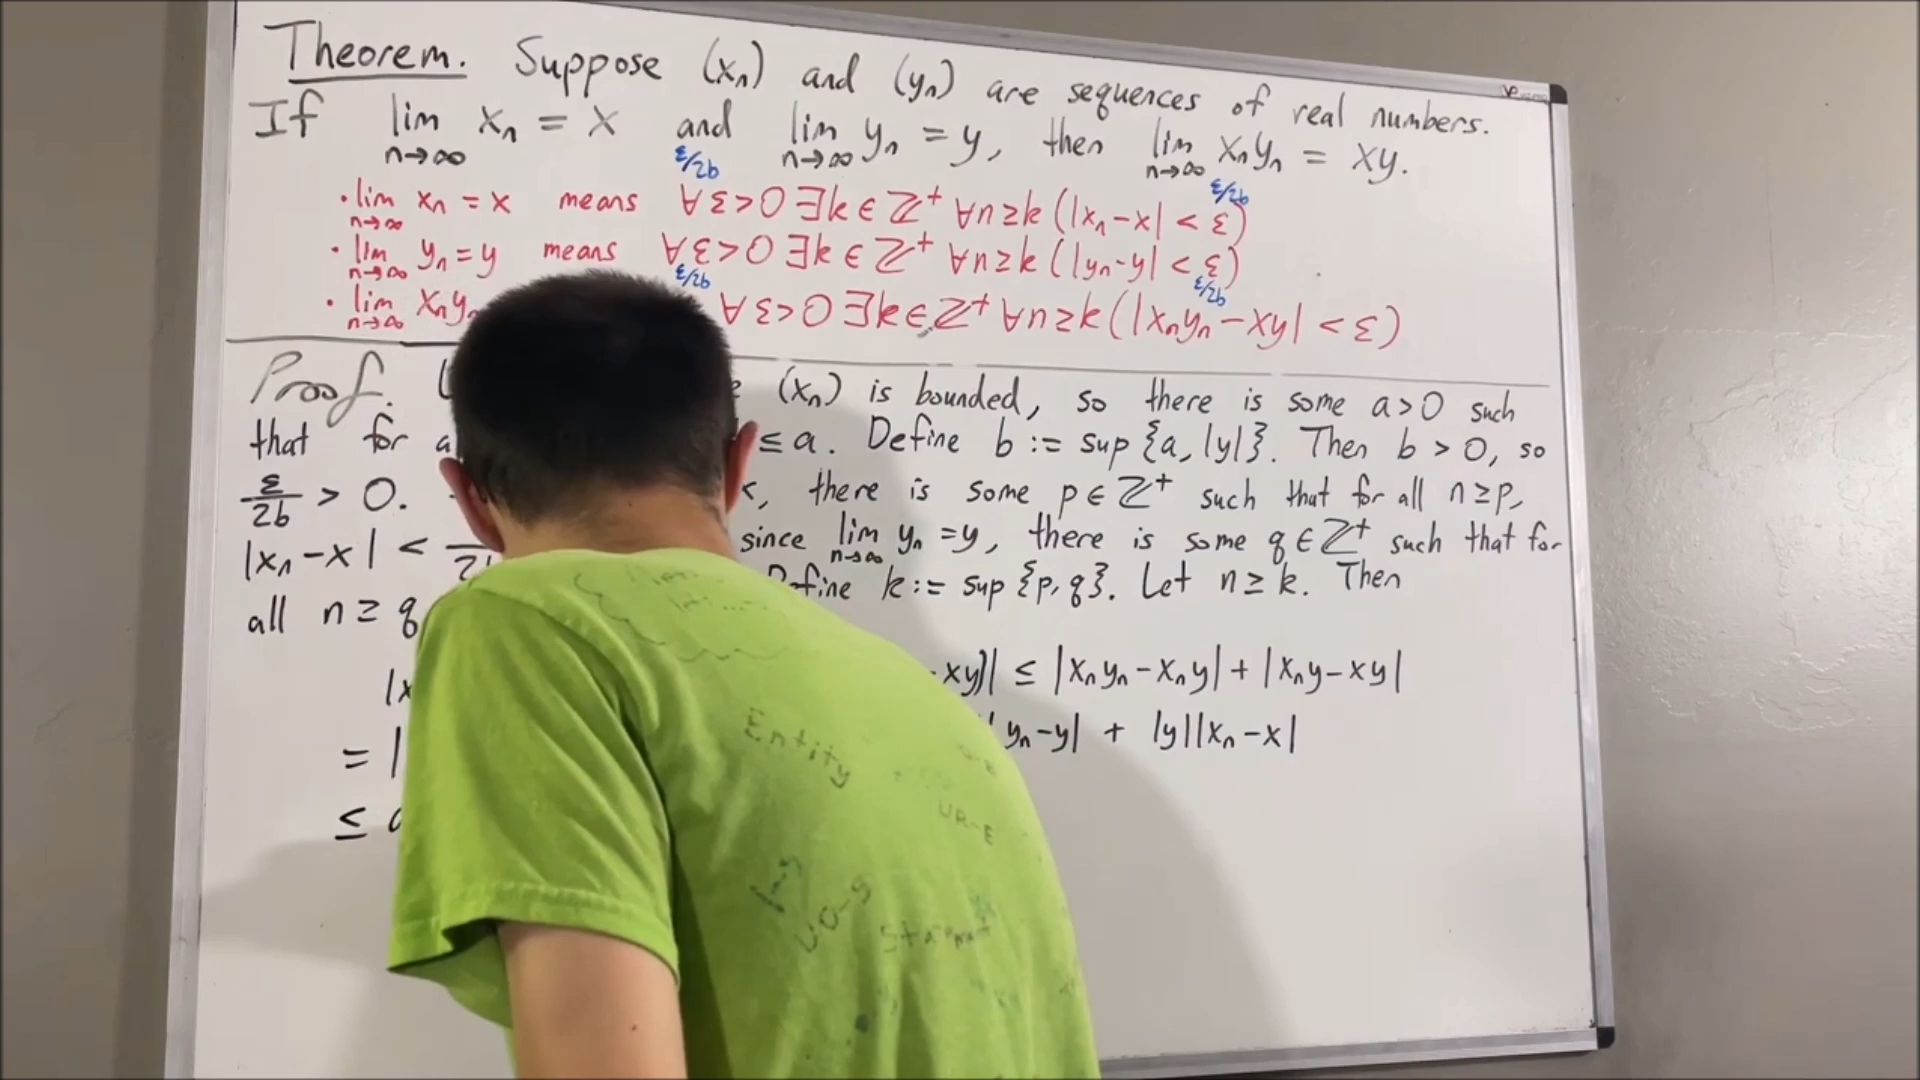 Theorem. Suppose (xₙ) and (yₙ) are sequences of real numbers.
If lim n→∞ xₙ = x and lim n→∞ yₙ = y, then lim n→∞ xₙyₙ = xy.
ε/2b ε/2b
• lim n→∞ xₙ = x means ∀ε>0 ∃k∈ℤ⁺ ∀n≥k (|xₙ-x| < ε)
• lim n→∞ yₙ = y means ∀ε>0 ∃k∈ℤ⁺ ∀n≥k (|yₙ-y| < ε)
ε/2b ε/2b
• lim n→∞ xₙyₙ ∀ε>0 ∃k∈ℤ⁺ ∀n≥k (|xₙyₙ-xy| < ε)
Proof. (xₙ) is bounded, so there is some a>0 such
that for ≤ a. Define b := sup {a, |y|}. Then b > 0, so
ε/2b > 0. there is some p∈ℤ⁺ such that for all n≥p,
|xₙ-x| < since lim n→∞ yₙ = y, there is some q∈ℤ⁺ such that for
all n≥q k := sup {p, q}. Let n≥k. Then
|x xy)| ≤ |xₙyₙ-xₙy| + |xₙy-xy|
= | yₙ-y| + |y||xₙ-x|
≤
Entity
UR-E
UO-S